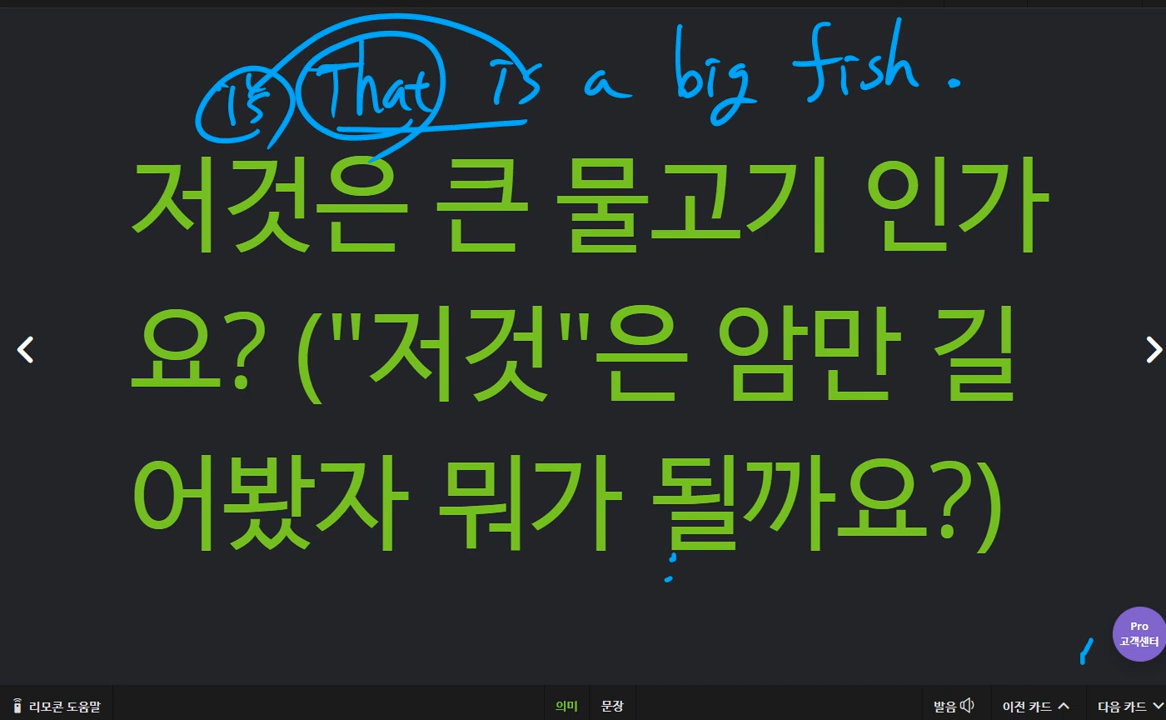 is That is a big fish.
저것은 큰 물고기 인가
요? ("저것"은 암만 길
어봤자 뭐가 될까요?)
Pro
고객센터
리모콘 도움말 의미 문장 발음 이전 카드 다음 카드